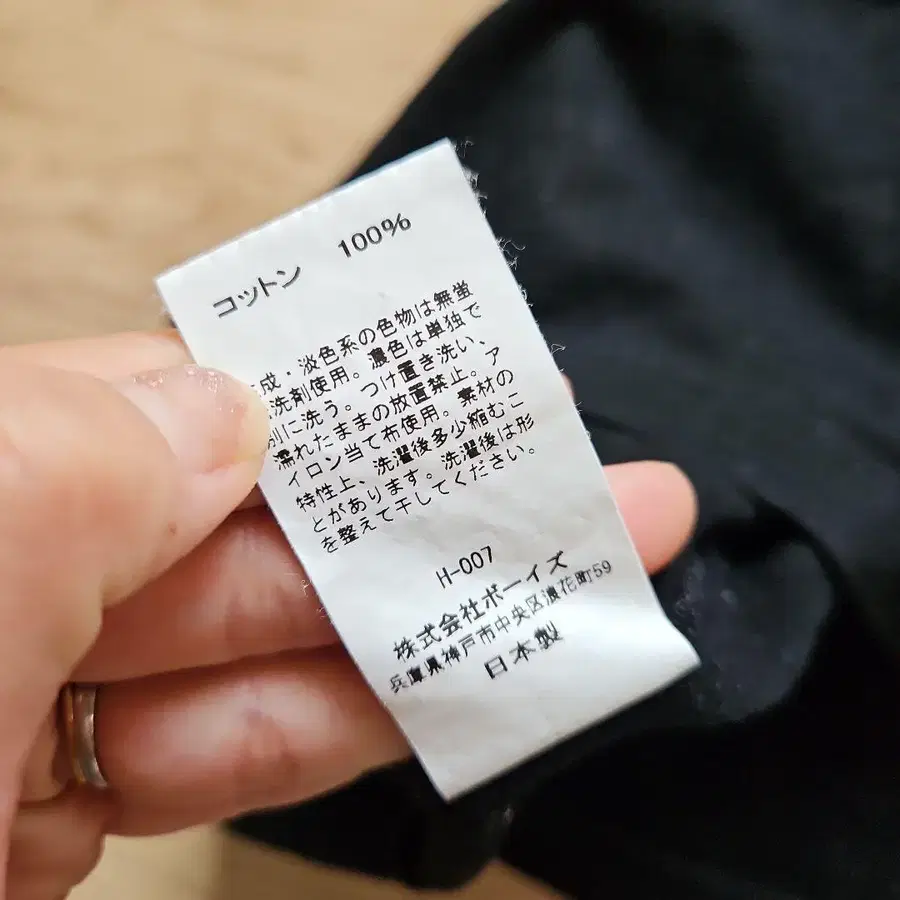 コットン 100%
成・淡色系の色物は無蛍
洗剤使用。濃色は単独で
別に洗う。つけ置き洗い、
濡れたままの放置禁止。ア
イロン当て布使用。素材の
特性上、洗濯後多少縮むこ
とがあります。洗濯後は形
を整えて干してください。
H-007
株式会社ボーイズ
兵庫県神戸市中央区浪花町59
日本製